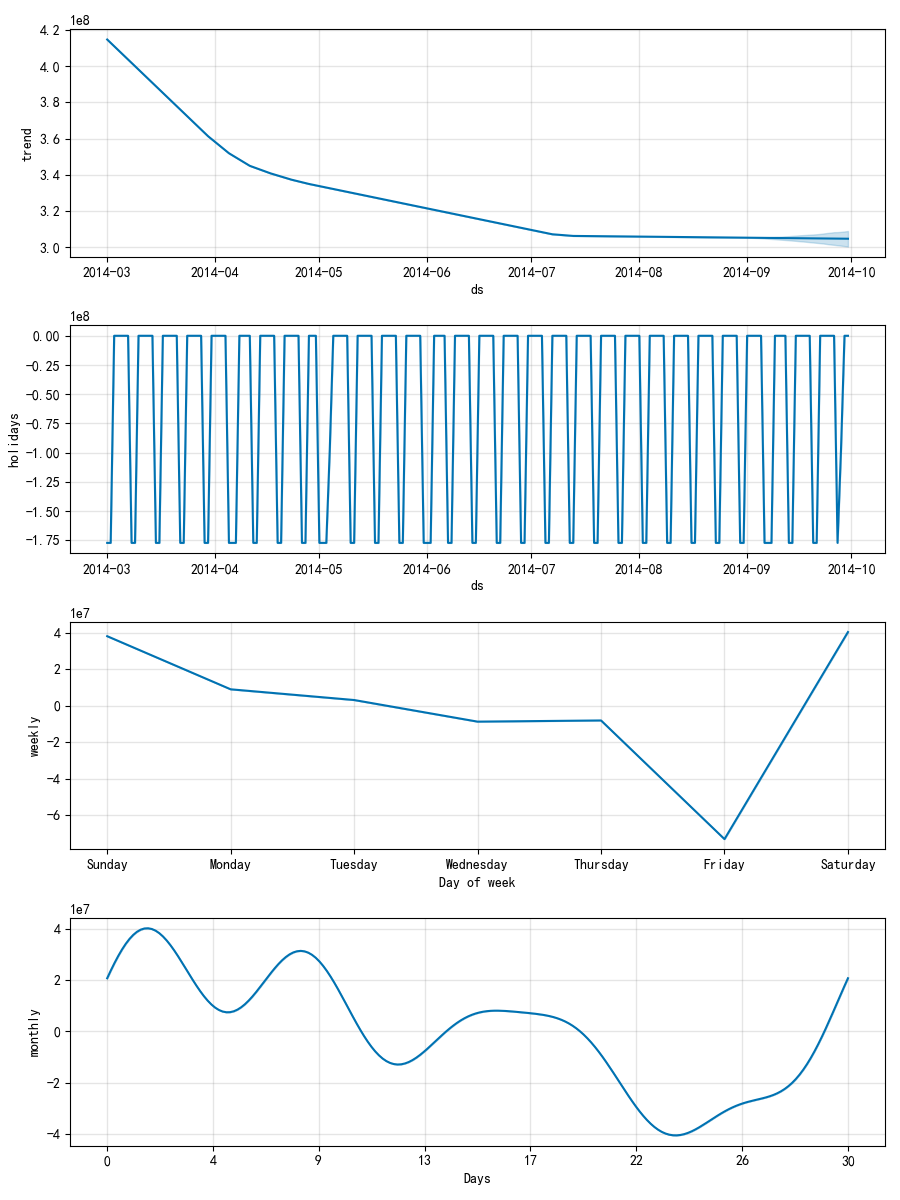 1e8
4.2
4.0
3.8
3.6
3.4
3.2
3.0
trend
2014-03 2014-04 2014-05 2014-06 2014-07 2014-08 2014-09 2014-10
ds
1e8
0.00
−0.25
−0.50
−0.75
−1.00
−1.25
−1.50
−1.75
holidays
2014-03 2014-04 2014-05 2014-06 2014-07 2014-08 2014-09 2014-10
ds
1e7
4
2
0
−2
−4
−6
weekly
Sunday Monday Tuesday Wednesday Thursday Friday Saturday
Day of week
1e7
4
2
0
−2
−4
monthly
0 4 9 13 17 22 26 30
Days